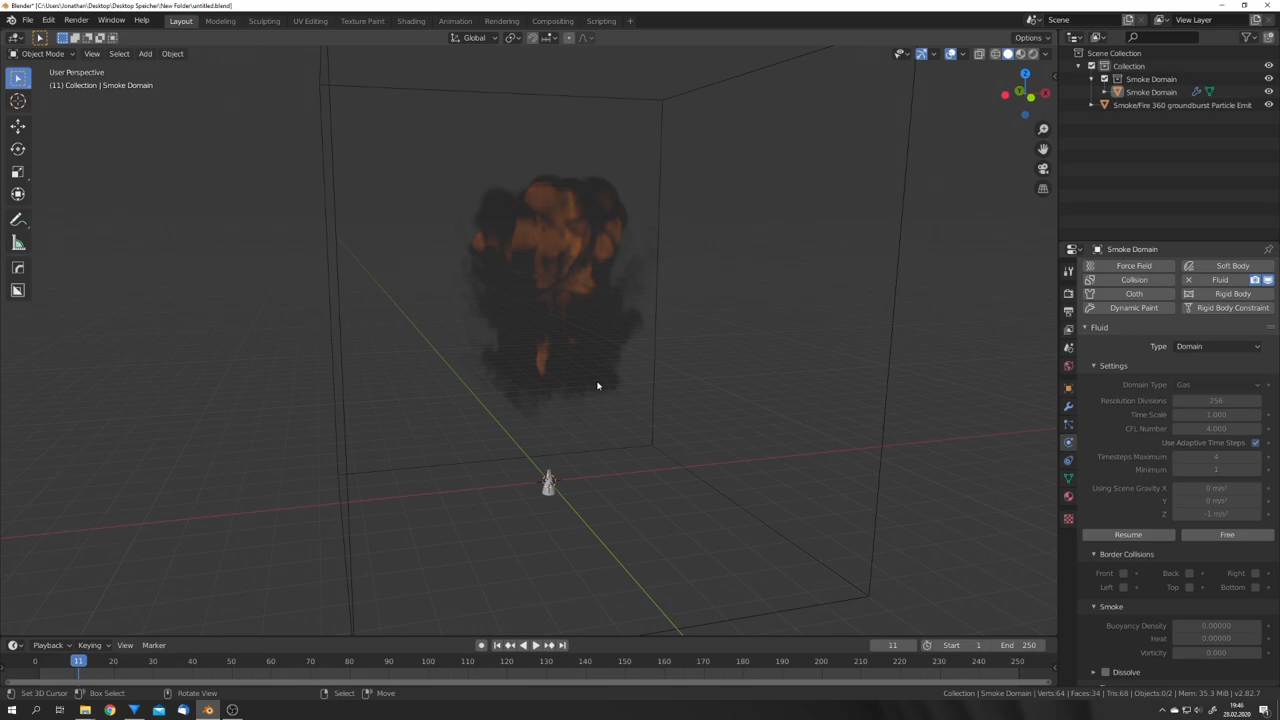 Blender* [C:\Users\Jonathan\Desktop\Desktop Speicher\New Folder\untitled.blend]
File Edit Render Window Help Layout Modeling Sculpting UV Editing Texture Paint Shading Animation Rendering Compositing Scripting Scene View Layer
Global Options
Object Mode View Select Add Object
User Perspective
(11) Collection | Smoke Domain
Z
X
Y
Scene Collection
Collection
Smoke Domain
Smoke Domain
Smoke/Fire 360 groundburst Particle Emit
Smoke Domain
Force Field Soft Body
Collision Fluid
Cloth Rigid Body
Dynamic Paint Rigid Body Constraint
Fluid
Type Domain
Settings
Domain Type Gas
Resolution Divisions 256
Time Scale 1.000
CFL Number 4.000
Use Adaptive Time Steps
Timesteps Maximum 4
Minimum 1
Using Scene Gravity X 0 m/s²
Y 0 m/s²
Z -1 m/s²
Resume Free
Border Collisions
Front Back Right
Left Top Bottom
Smoke
Buoyancy Density 0.00000
Heat 0.00000
Vorticity 0.000
Dissolve
Playback Keying View Marker 11 Start 1 End 250
0 11 20 30 40 50 60 70 80 90 100 110 120 130 140 150 160 170 180 190 200 210 220 230 240 250
Set 3D Cursor Box Select Rotate View Select Move Collection | Smoke Domain | Verts:64 | Faces:34 | Tris:68 | Objects:0/2 | Mem: 35.3 MiB | v2.82.7
19:46
28.02.2020